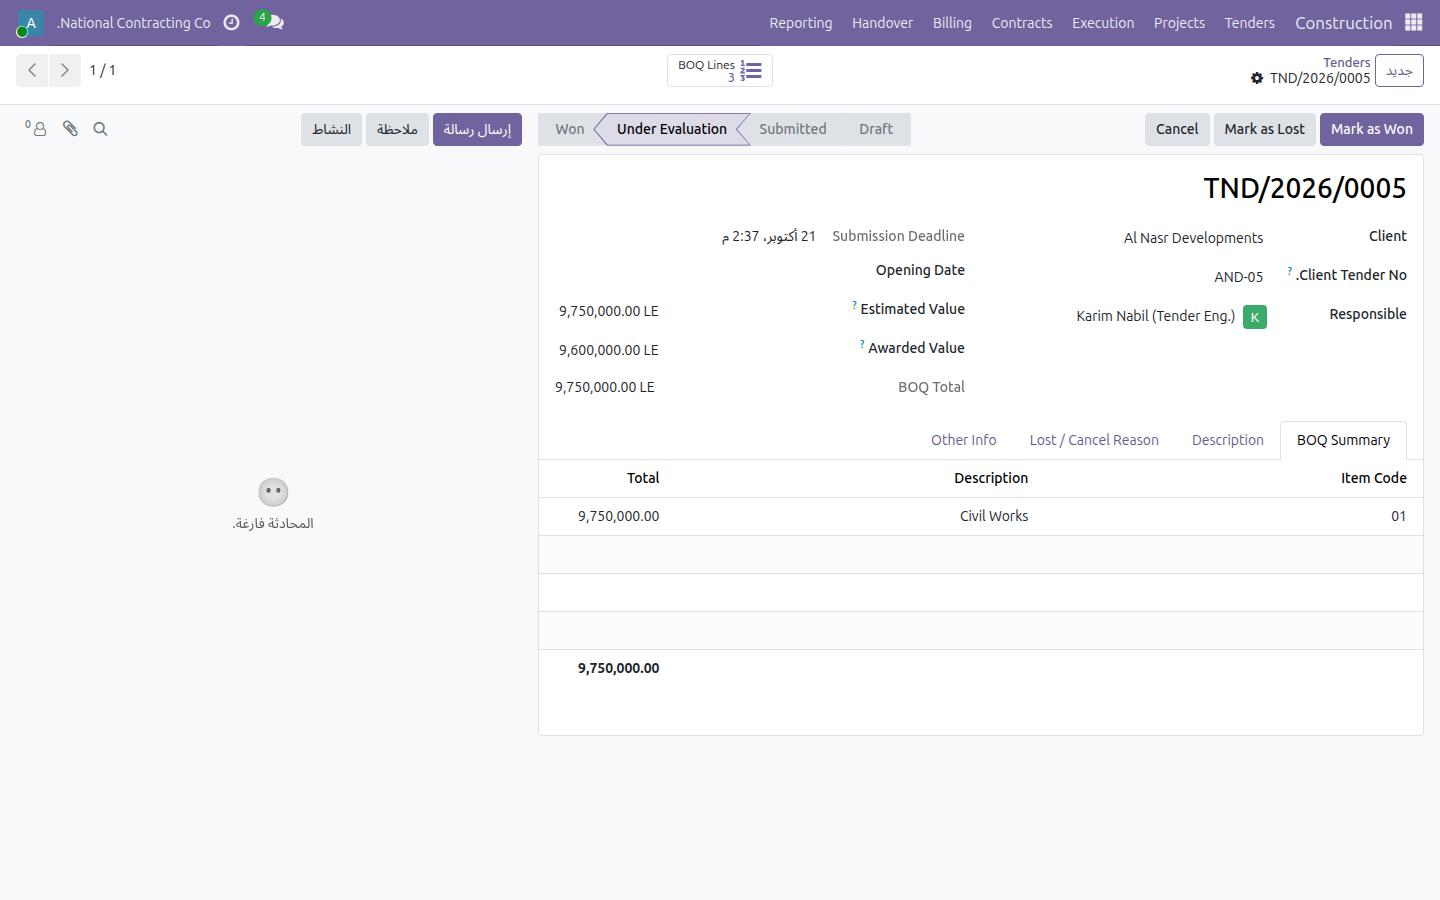 A
National Contracting Co.
4
Reporting
Handover
Billing
Contracts
Execution
Projects
Tenders
Construction
1 / 1
BOQ Lines
3
Tenders
TND/2026/0005
جديد
0
النشاط
ملاحظة
إرسال رسالة
Won
Under Evaluation
Submitted
Draft
Cancel
Mark as Lost
Mark as Won
TND/2026/0005
Client
Al Nasr Developments
Client Tender No. ?
AND-05
Responsible
K Karim Nabil (Tender Eng.)
Submission Deadline
21 أكتوبر، 2:37 م
Opening Date
Estimated Value ?
9,750,000.00 LE
Awarded Value ?
9,600,000.00 LE
BOQ Total
9,750,000.00 LE
BOQ Summary
Description
Lost / Cancel Reason
Other Info
Item Code
Description
Total
01
Civil Works
9,750,000.00
9,750,000.00
المحادثة فارغة.